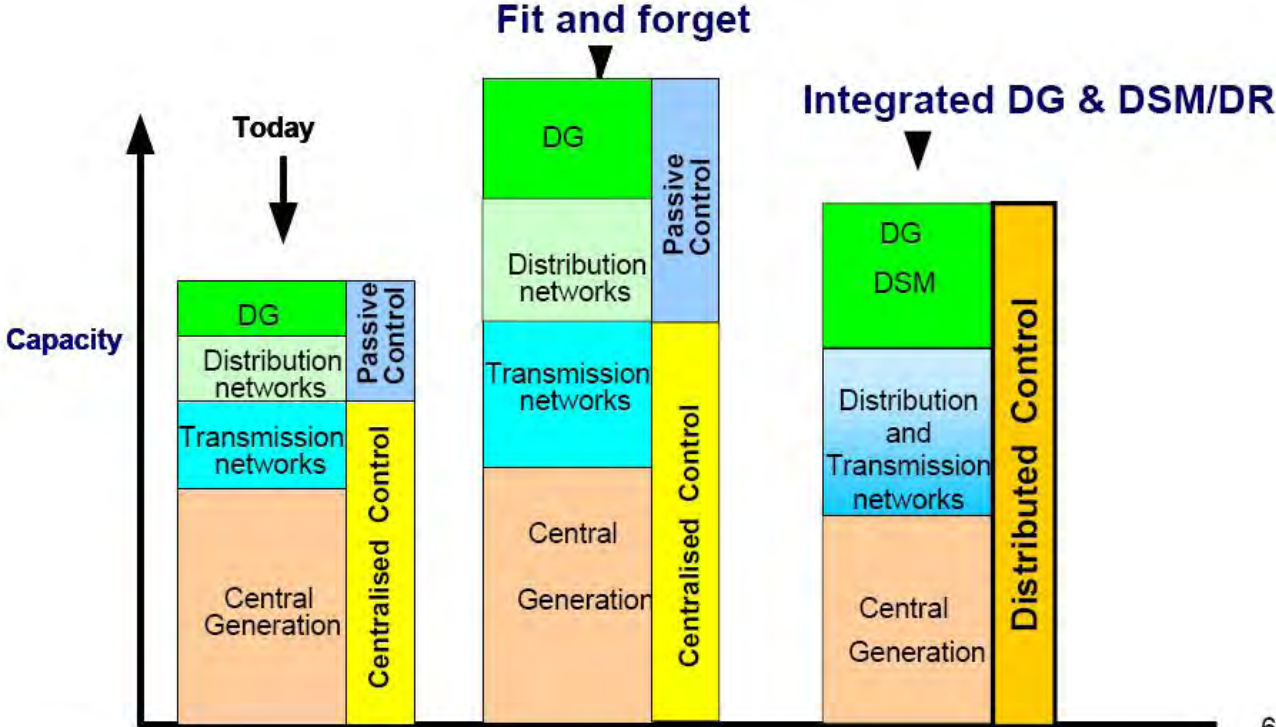 Fit and forget
Integrated DG & DSM/DR
Today
Capacity
DG
Distribution
networks
Transmission
networks
Central
Generation
Passive
Control
Centralised Control
DG
Distribution
networks
Transmission
networks
Central
Generation
Passive
Control
Centralised Control
DG
DSM
Distribution
and
Transmission
networks
Central
Generation
Distributed Control
6